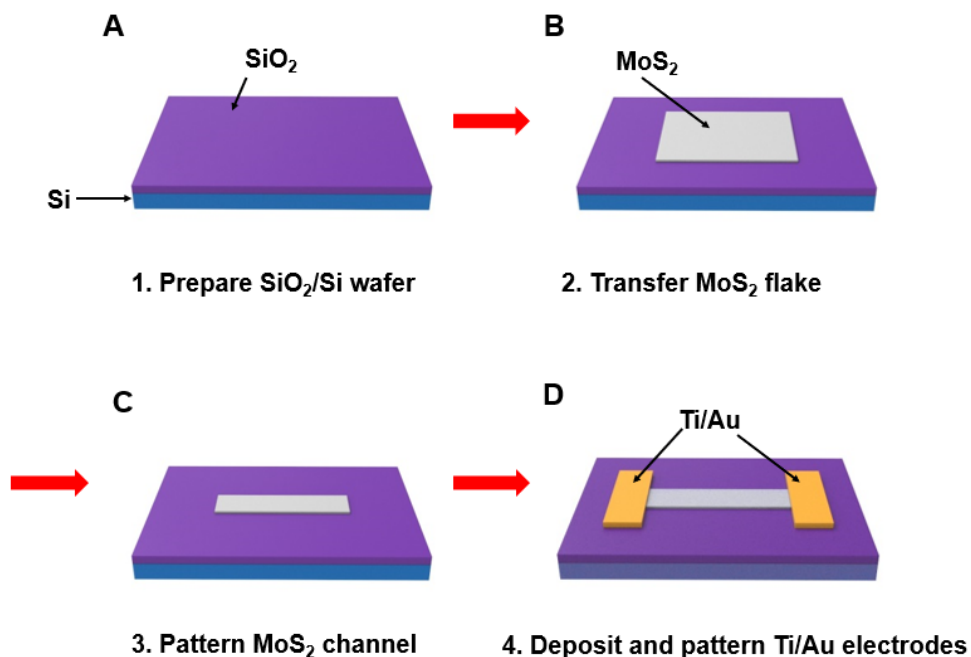 A
SiO₂
Si
1. Prepare SiO₂/Si wafer
B
MoS₂
2. Transfer MoS₂ flake
C
3. Pattern MoS₂ channel
D
Ti/Au
4. Deposit and pattern Ti/Au electrodes